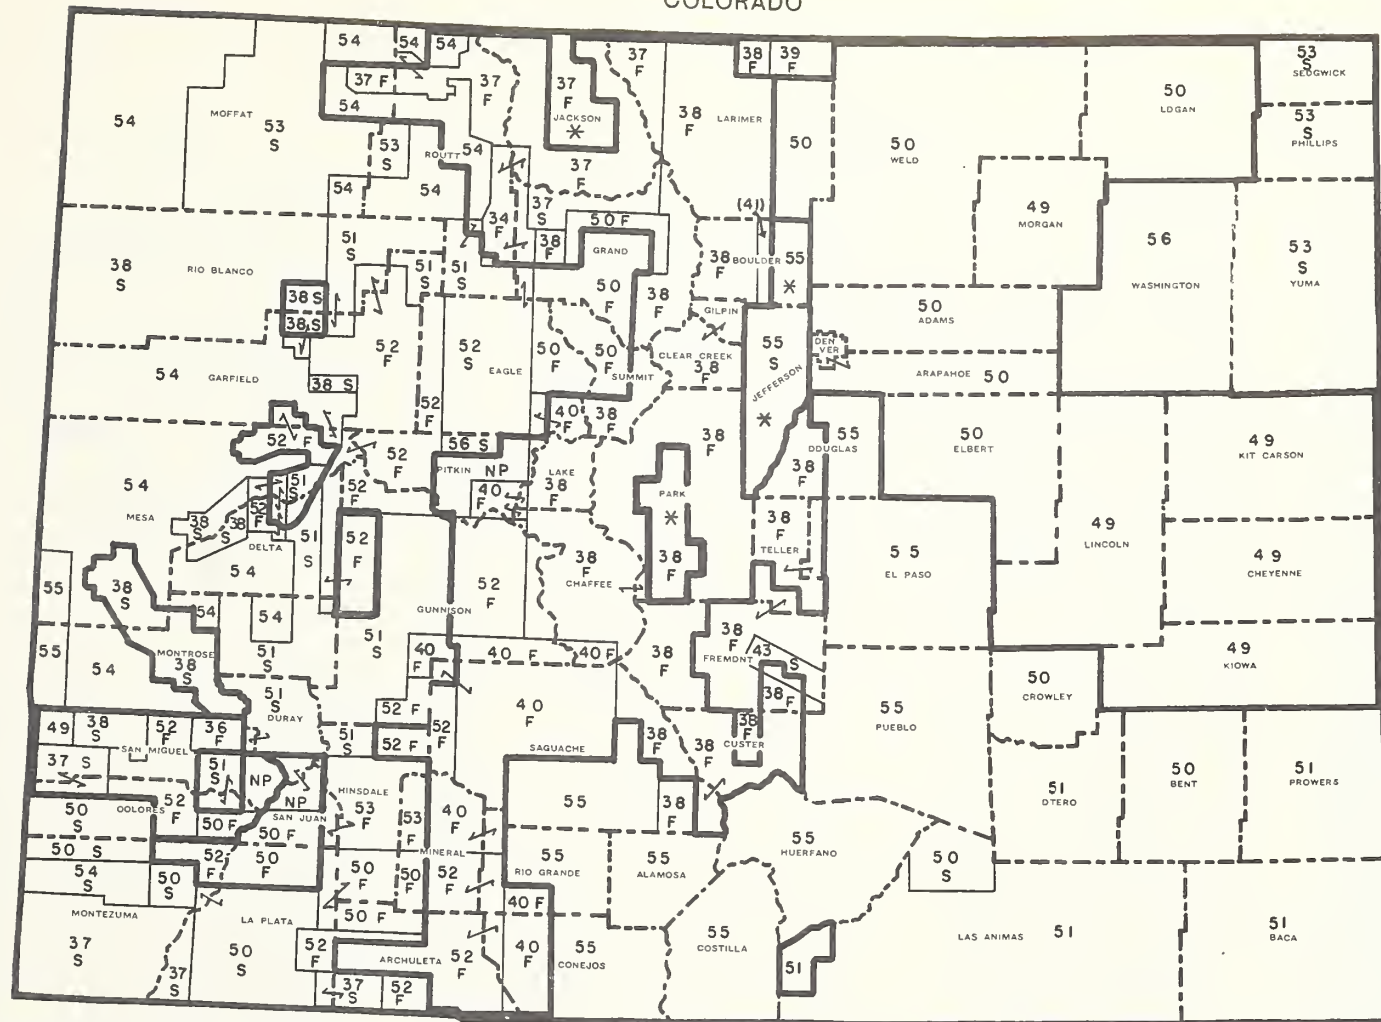 COLORADO
54 54 54 37 F 38 F 39 F 53 S SEDGWICK
37 F 37 F 37 F JACKSON * 38 F LARIMER 50 LOGAN
54 MOFFAT 53 S 54 53 S PHILLIPS
53 S ROUTT 54 37 F 50 50 WELD
54 54 37 S 49 MORGAN
34 F 50 F (41) 56 WASHINGTON 53 S YUMA
38 S RIO BLANCO 51 S 51 S 51 S 38 F GRAND 38 F BOULDER 55 *
38 S 50 F 38 F GILPIN 50 ADAMS
38 S 52 F 52 S EAGLE 50 F 50 F SUMMIT CLEAR CREEK 38 F 55 S JEFFERSON * DEN VER
54 GARFIELD 38 S ARAPAHOE 50
52 F 52 F 40 F 38 F
52 F 52 F 56 S PITKIN NP LAKE 38 F 38 F 38 F DOUGLAS 55 50 ELBERT 49 KIT CARSON
54 MESA 51 S 52 F 40 F PARK * 38 F
38 S 38 S 52 F DELTA 51 S 52 F 38 F TELLER 49 LINCOLN
54 52 F 38 F CHAFFEE 55 EL PASO 49 CHEYENNE
55 38 S 54 54 GUNNISON
55 54 MONTROSE 38 S 51 S 51 S 40 F 40 F 40 F 38 F 38 F FREMONT 43 S 49 KIOWA
51 S OURAY 52 F 40 F SAGUACHE 38 F 50 CROWLEY
49 38 S 52 F 36 F 51 S 52 F 52 F 38 F 38 F 38 F CUSTER 55 PUEBLO
SAN MIGUEL
37 S 51 S NP NP HINSDALE 53 F 53 F 40 F 55 38 F 51 OTERO 50 BENT 51 PROWERS
DOLORES 52 F SAN JUAN
50 S 50 F 50 F MINERAL 55 RIO GRANDE 55 ALAMOSA 55 HUERFANO
50 S 52 F 50 F 50 F 50 F 52 F 50 S
54 S 50 S 50 F 40 F
MONTEZUMA LA PLATA
37 S 50 S 52 F ARCHULETA 52 F 40 F 55 CONEJOS 55 COSTILLA LAS ANIMAS 51 51 BACA
37 S 37 S 52 F 51